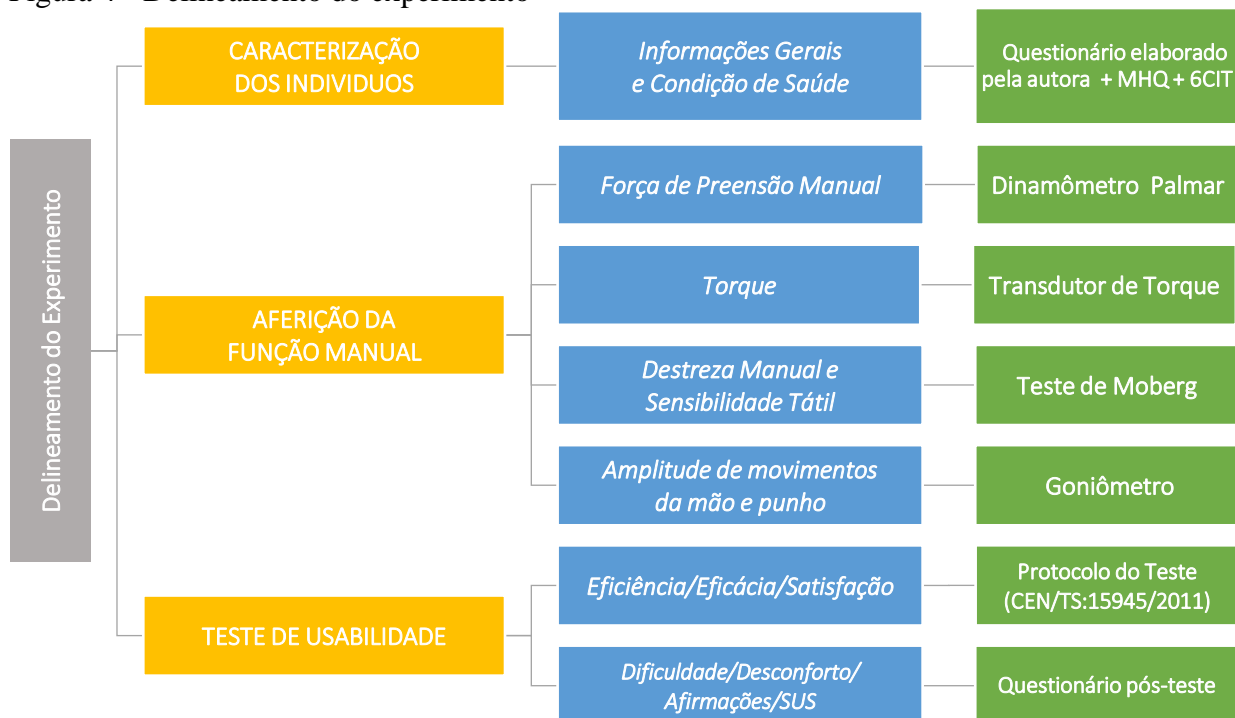 Delineamento do experimento
Delineamento do Experimento
CARACTERIZAÇÃO
DOS INDIVIDUOS
Informações Gerais
e Condição de Saúde
Questionário elaborado
pela autora + MHQ + 6CIT
AFERIÇÃO DA
FUNÇÃO MANUAL
Força de Preensão Manual
Dinamômetro Palmar
Torque
Transdutor de Torque
Destreza Manual e
Sensibilidade Tátil
Teste de Moberg
Amplitude de movimentos
da mão e punho
Goniômetro
TESTE DE USABILIDADE
Eficiência/Eficácia/Satisfação
Protocolo do Teste
(CEN/TS:15945/2011)
Dificuldade/Desconforto/
Afirmações/SUS
Questionário pós-teste